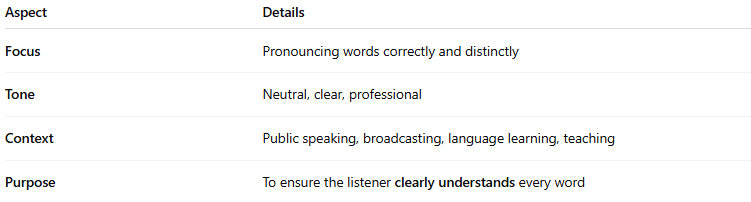 Aspect Details
Focus Pronouncing words correctly and distinctly
Tone Neutral, clear, professional
Context Public speaking, broadcasting, language learning, teaching
Purpose To ensure the listener clearly understands every word